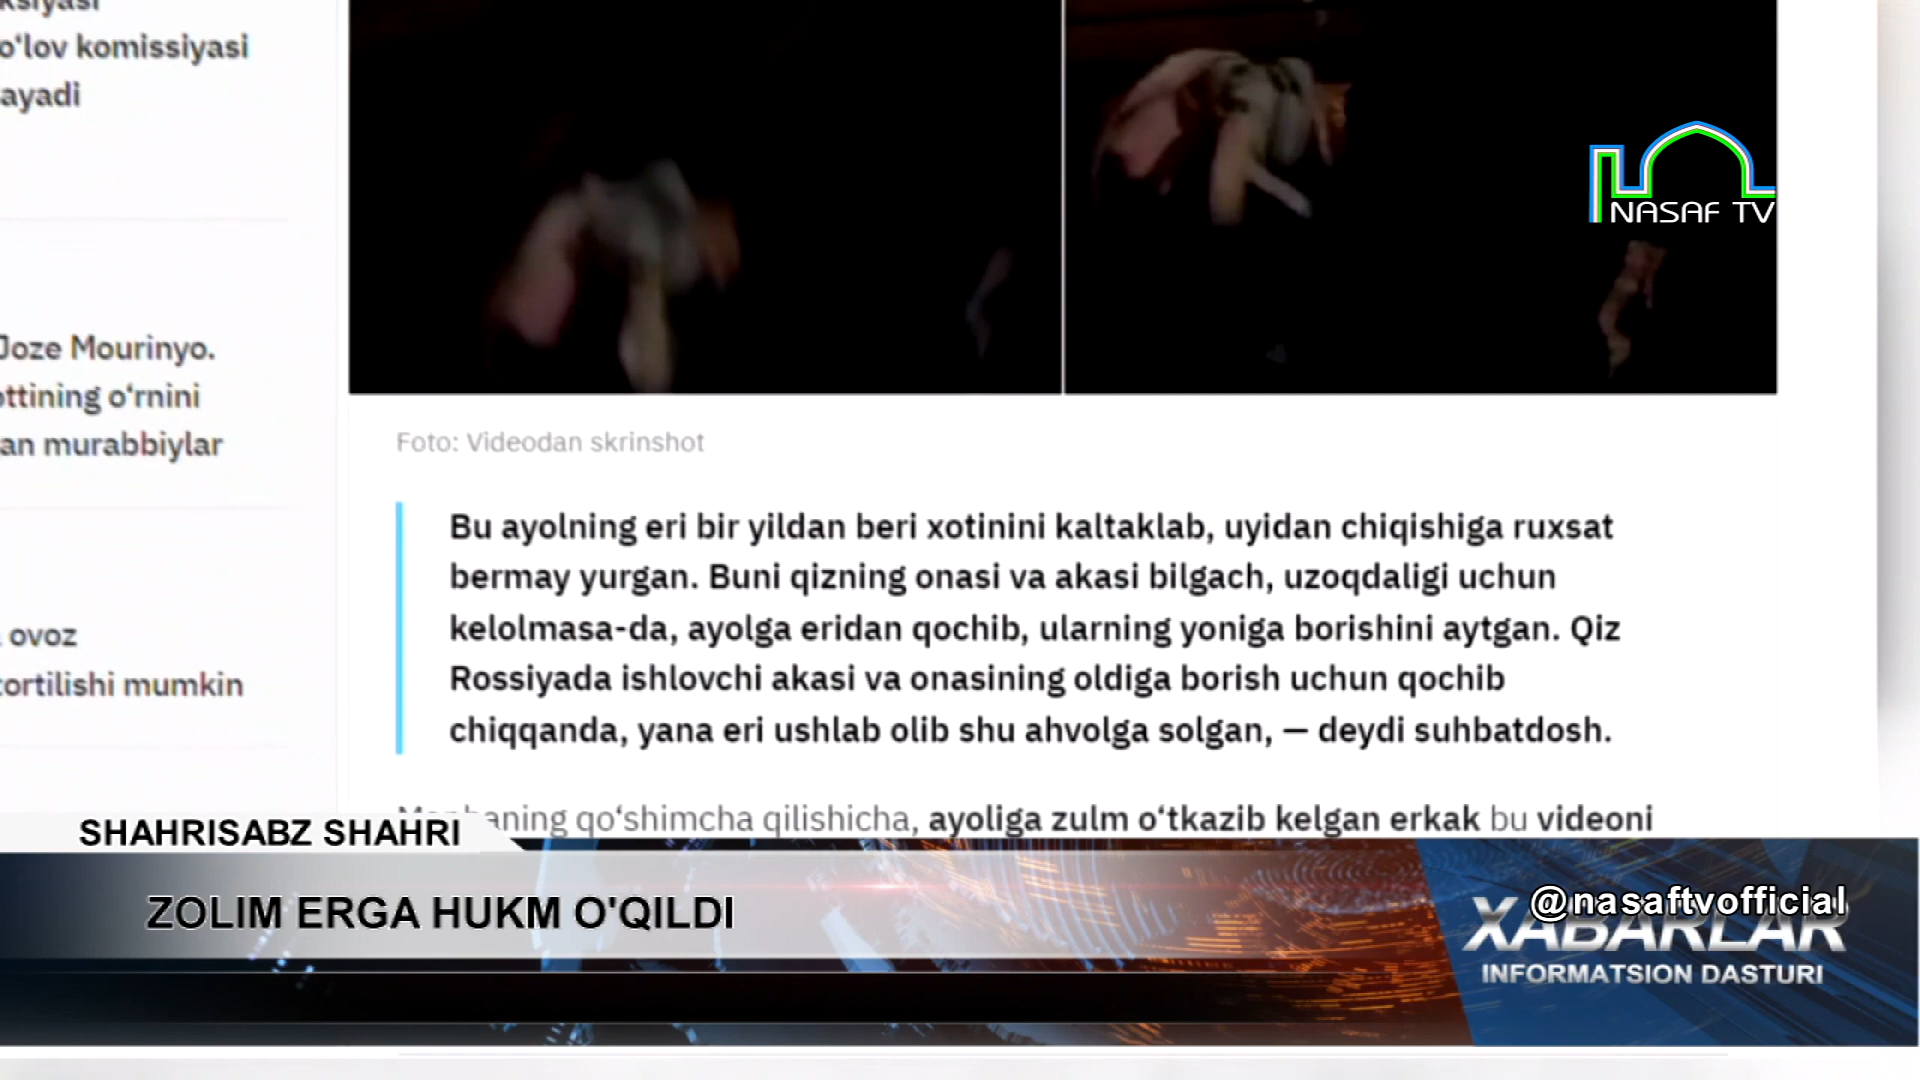 o‘lov komissiyasi
ayadi
NASAF TV
Joze Mourinyo.
o‘rnini
an murabbiylar
Foto: Videodan skrinshot
Bu ayolning eri bir yildan beri xotinini kaltaklab, uyidan chiqishiga ruxsat
bermay yurgan. Buni qizning onasi va akasi bilgach, uzoqdaligi uchun
kelolmasa-da, ayolga eridan qochib, ularning yoniga borishini aytgan. Qiz
Rossiyada ishlovchi akasi va onasining oldiga borish uchun qochib
chiqqanda, yana eri ushlab olib shu ahvolga solgan, — deydi suhbatdosh.
ovoz
tortilishi mumkin
qo‘shimcha qilishicha, ayoliga zulm o‘tkazib kelgan erkak bu videoni
SHAHRISABZ SHAHRI
ZOLIM ERGA HUKM O'QILDI
@nasaftvofficial
XABARLAR
INFORMATSION DASTURI